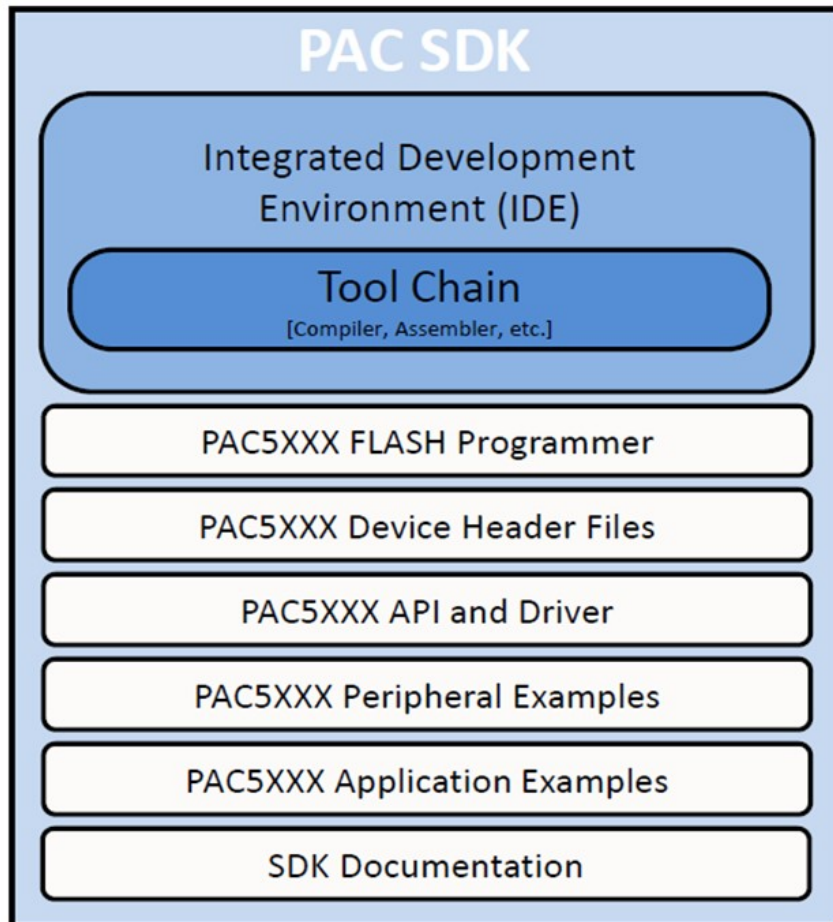 PAC SDK
Integrated Development
Environment (IDE)
Tool Chain
[Compiler, Assembler, etc.]
PAC5XXX FLASH Programmer
PAC5XXX Device Header Files
PAC5XXX API and Driver
PAC5XXX Peripheral Examples
PAC5XXX Application Examples
SDK Documentation